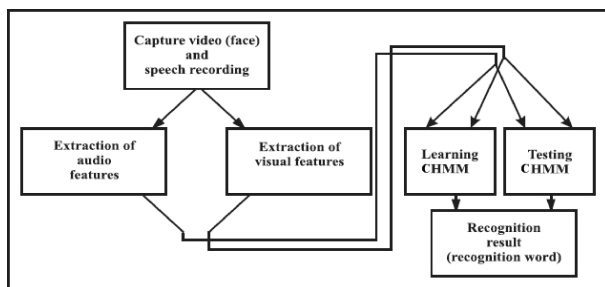 Capture video (face)
and
speech recording
Extraction of
audio
features
Extraction of
visual features
Learning
CHMM
Testing
CHMM
Recognition
result
(recognition word)